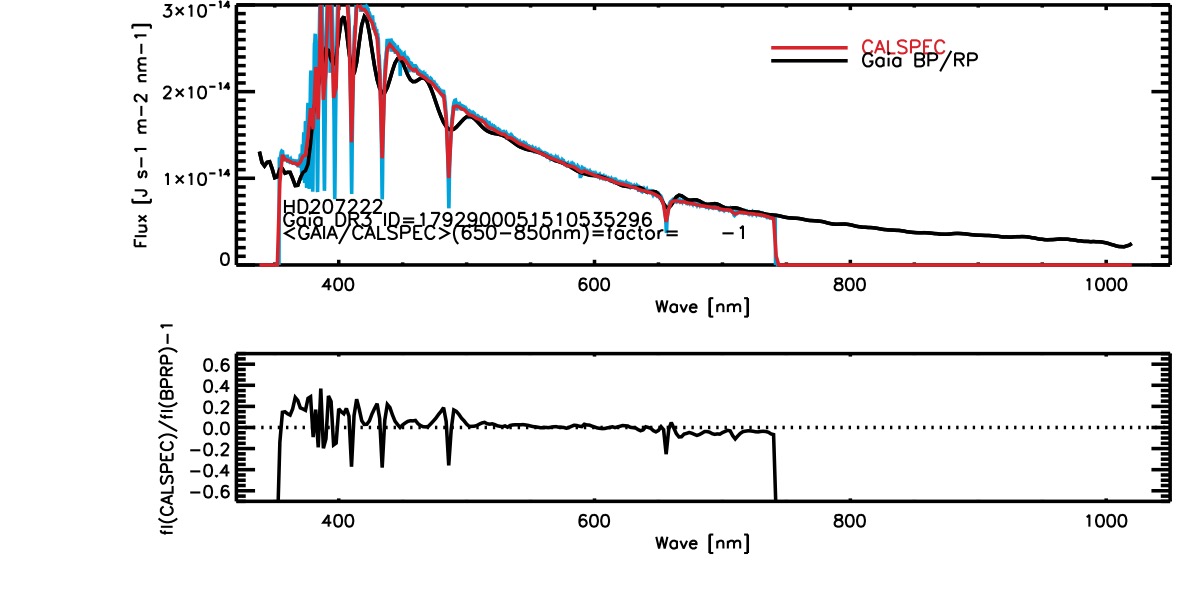 3×10−14
2×10−14
1×10−14
0
Flux [J s−1 m−2 nm−1]
CALSPEC
Gaia BP/RP
HD207222
Gaia DR3 ID=1792900051510535296
<GAIA/CALSPEC>(650−850nm)=factor= −1
400 600 800 1000
Wave [nm]
fl(CALSPEC)/fl(BPRP)−1
0.6
0.4
0.2
0.0
−0.2
−0.4
−0.6
400 600 800 1000
Wave [nm]